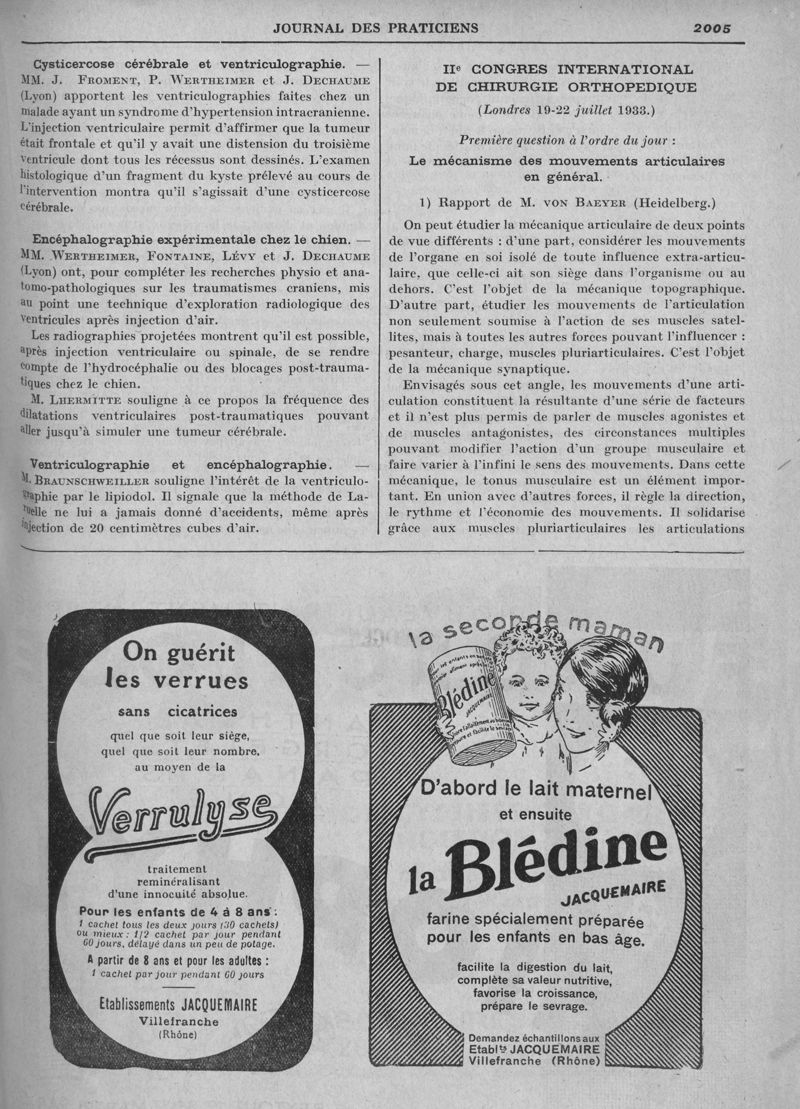 JOURNAL DES PRATICIENS 2005
Cysticercose cérébrale et ventriculographie. —
MM. J. FROMENT, P. WERTHEIMER et J. DECHAUME
(Lyon) apportent les ventriculographies faites chez un
malade ayant un syndrome d'hypertension intracranienne.
L'injection ventriculaire permit d'affirmer que la tumeur
était frontale et qu'il y avait une distension du troisième
ventricule dont tous les récessus sont dessinés. L'examen
histologique d'un fragment du kyste prélevé au cours de
l'intervention montra qu'il s'agissait d'une cysticercose
cérébrale.
Encéphalographie expérimentale chez le chien. —
MM. WERTHEIMER, FONTAINE, LÉVY et J. DECHAUME
(Lyon) ont, pour compléter les recherches physio et ana-
tomo-pathologiques sur les traumatismes craniens, mis
au point une technique d'exploration radiologique des
ventricules après injection d'air.
Les radiographies projetées montrent qu'il est possible,
après injection ventriculaire ou spinale, de se rendre
compte de l'hydrocéphalie ou des blocages post-trauma-
tiques chez le chien.
M. LHERMITTE souligne à ce propos la fréquence des
dilatations ventriculaires post-traumatiques pouvant
aller jusqu'à simuler une tumeur cérébrale.
Ventriculographie et encéphalographie. —
M. BRAUNSCHWEILLER souligne l'intérêt de la ventriculo-
graphie par le lipiodol. Il signale que la méthode de La-
ruelle ne lui a jamais donné d'accidents, même après
injection de 20 centimètres cubes d'air.
IIe CONGRES INTERNATIONAL
DE CHIRURGIE ORTHOPEDIQUE
(Londres 19-22 juillet 1933.)
Première question à l'ordre du jour :
Le mécanisme des mouvements articulaires
en général.
1) Rapport de M. VON BAEYER (Heidelberg.)
On peut étudier la mécanique articulaire de deux points
de vue différents : d'une part, considérer les mouvements
de l'organe en soi isolé de toute influence extra-articu-
laire, que celle-ci ait son siège dans l'organisme ou au
dehors. C'est l'objet de la mécanique topographique.
D'autre part, étudier les mouvements de l'articulation
non seulement soumise à l'action de ses muscles satel-
lites, mais à toutes les autres forces pouvant l'influencer :
pesanteur, charge, muscles pluriarticulaires. C'est l'objet
de la mécanique synaptique.
Envisagés sous cet angle, les mouvements d'une arti-
culation constituent la résultante d'une série de facteurs
et il n'est plus permis de parler de muscles agonistes et
de muscles antagonistes, des circonstances multiples
pouvant modifier l'action d'un groupe musculaire et
faire varier à l'infini le sens des mouvements. Dans cette
mécanique, le tonus musculaire est un élément impor-
tant. En union avec d'autres forces, il règle la direction,
le rythme et l'économie des mouvements. Il solidarise
grâce aux muscles pluriarticulaires les articulations
On guérit
les verrues
sans cicatrices
quel que soit leur siège,
quel que soit leur nombre,
au moyen de la
Verrulyse
traitement
reminéralisant
d'une innocuité absolue.
Pour les enfants de 4 à 8 ans :
1 cachet tous les deux jours (30 cachets)
ou mieux : 1/2 cachet par jour pendant
60 jours, délayé dans un peu de potage.
A partir de 8 ans et pour les adultes :
1 cachet par jour pendant 60 jours
Etablissements JACQUEMAIRE
Villefranche
(Rhône)
la seconde maman
Blédine
JACQUEMAIRE
D'abord le lait maternel
et ensuite
la Blédine
JACQUEMAIRE
farine spécialement préparée
pour les enfants en bas âge.
facilite la digestion du lait,
complète sa valeur nutritive,
favorise la croissance,
prépare le sevrage.
Demandez échantillons aux
Etablts JACQUEMAIRE
Villefranche (Rhône)